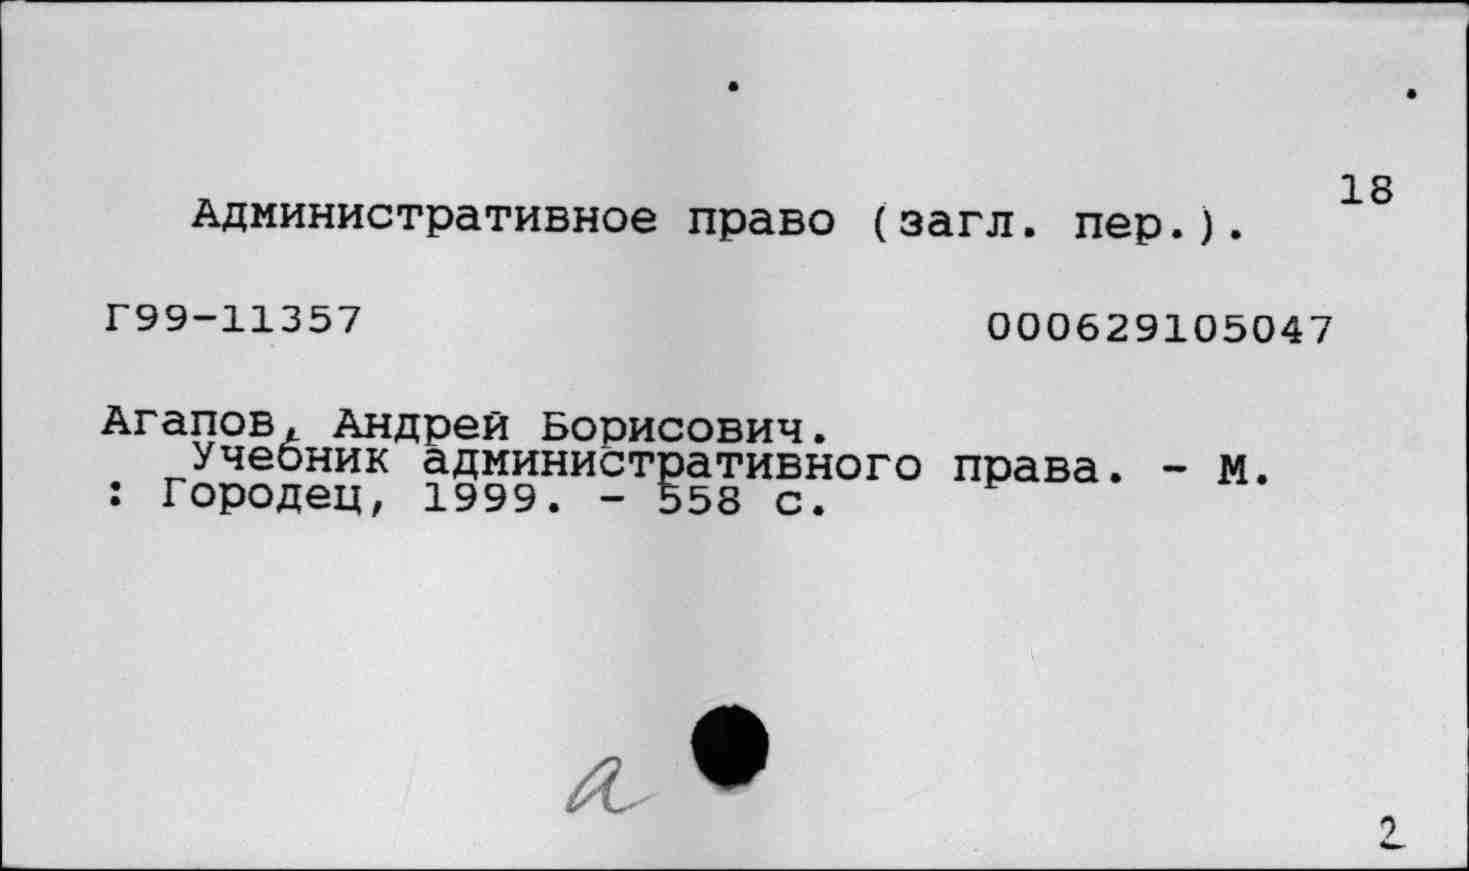 18
Административное право (загл. пер.).
Г99-11357 000629105047
Агапов, Андрей Борисович.
Учебник административного права. - М.
: Городец, 1999. - 558 с.
а
2